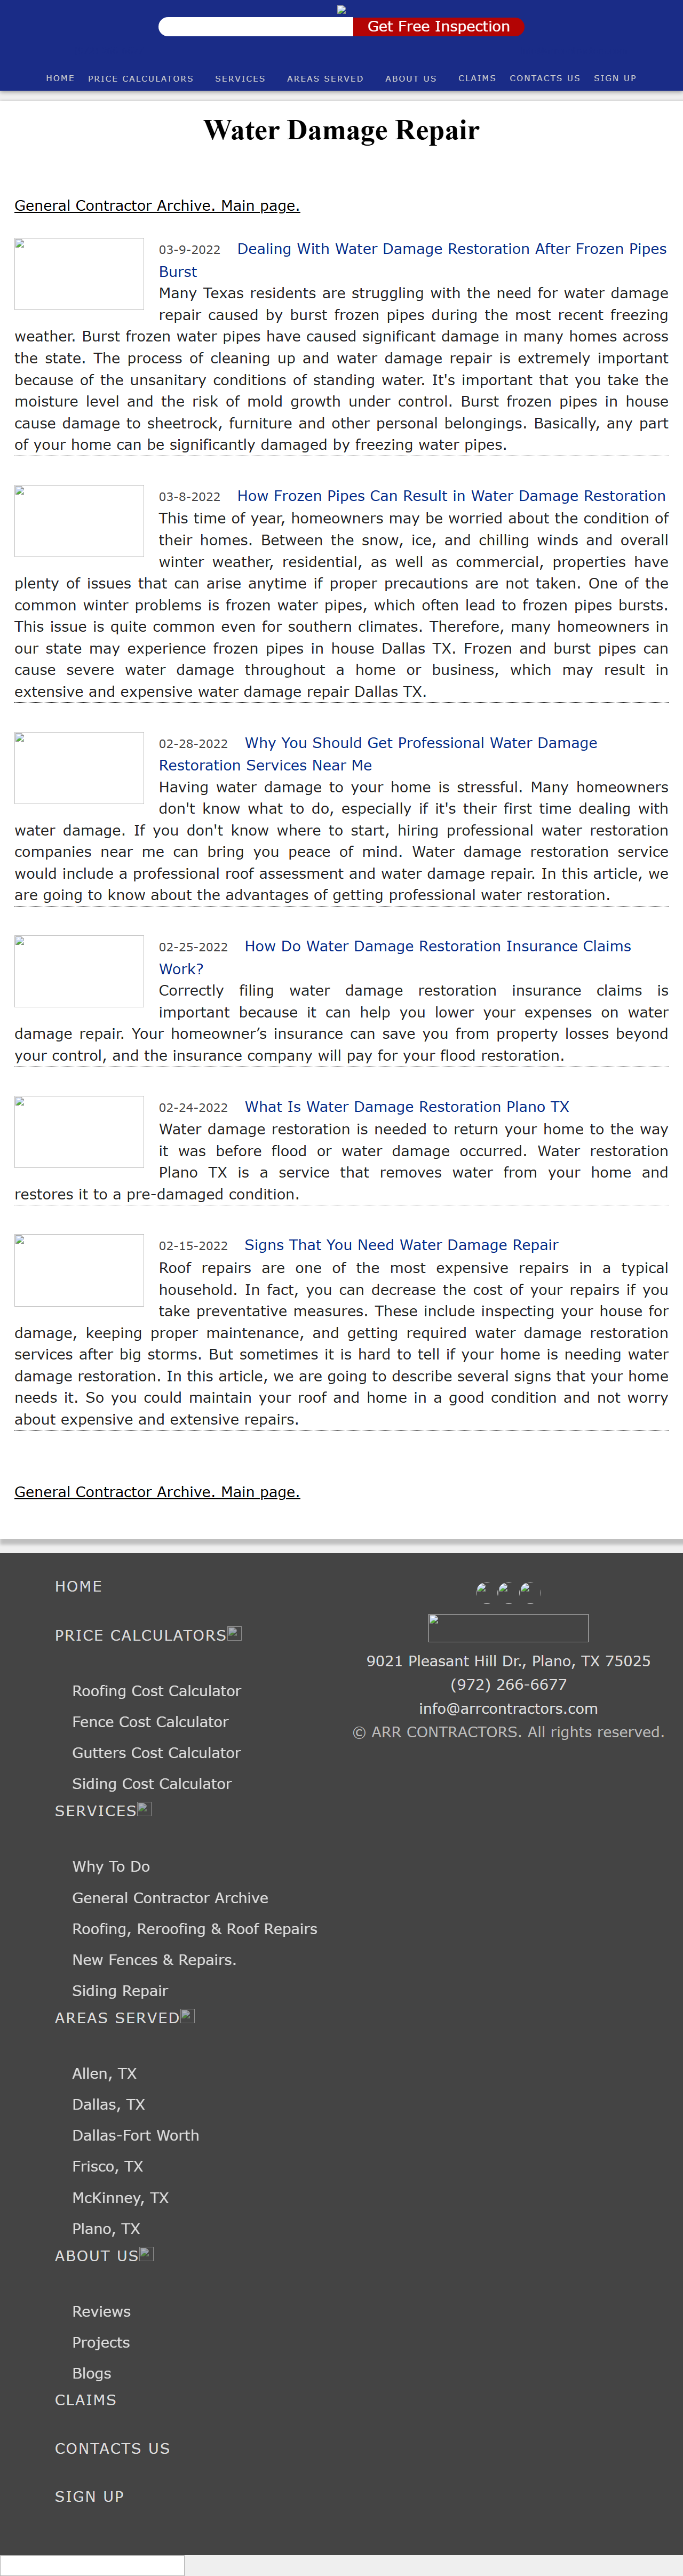 Get Free Inspection
HOME PRICE CALCULATORS SERVICES AREAS SERVED ABOUT US CLAIMS CONTACTS US SIGN UP
Water Damage Repair
General Contractor Archive. Main page.
03-9-2022 Dealing With Water Damage Restoration After Frozen Pipes
Burst
Many Texas residents are struggling with the need for water damage
repair caused by burst frozen pipes during the most recent freezing
weather. Burst frozen water pipes have caused significant damage in many homes across
the state. The process of cleaning up and water damage repair is extremely important
because of the unsanitary conditions of standing water. It's important that you take the
moisture level and the risk of mold growth under control. Burst frozen pipes in house
cause damage to sheetrock, furniture and other personal belongings. Basically, any part
of your home can be significantly damaged by freezing water pipes.
03-8-2022 How Frozen Pipes Can Result in Water Damage Restoration
This time of year, homeowners may be worried about the condition of
their homes. Between the snow, ice, and chilling winds and overall
winter weather, residential, as well as commercial, properties have
plenty of issues that can arise anytime if proper precautions are not taken. One of the
common winter problems is frozen water pipes, which often lead to frozen pipes bursts.
This issue is quite common even for southern climates. Therefore, many homeowners in
our state may experience frozen pipes in house Dallas TX. Frozen and burst pipes can
cause severe water damage throughout a home or business, which may result in
extensive and expensive water damage repair Dallas TX.
02-28-2022 Why You Should Get Professional Water Damage
Restoration Services Near Me
Having water damage to your home is stressful. Many homeowners
don't know what to do, especially if it's their first time dealing with
water damage. If you don't know where to start, hiring professional water restoration
companies near me can bring you peace of mind. Water damage restoration service
would include a professional roof assessment and water damage repair. In this article, we
are going to know about the advantages of getting professional water restoration.
02-25-2022 How Do Water Damage Restoration Insurance Claims
Work?
Correctly filing water damage restoration insurance claims is
important because it can help you lower your expenses on water
damage repair. Your homeowner’s insurance can save you from property losses beyond
your control, and the insurance company will pay for your flood restoration.
02-24-2022 What Is Water Damage Restoration Plano TX
Water damage restoration is needed to return your home to the way
it was before flood or water damage occurred. Water restoration
Plano TX is a service that removes water from your home and
restores it to a pre-damaged condition.
02-15-2022 Signs That You Need Water Damage Repair
Roof repairs are one of the most expensive repairs in a typical
household. In fact, you can decrease the cost of your repairs if you
take preventative measures. These include inspecting your house for
damage, keeping proper maintenance, and getting required water damage restoration
services after big storms. But sometimes it is hard to tell if your home is needing water
damage restoration. In this article, we are going to describe several signs that your home
needs it. So you could maintain your roof and home in a good condition and not worry
about expensive and extensive repairs.
General Contractor Archive. Main page.
HOME
PRICE CALCULATORS
Roofing Cost Calculator
Fence Cost Calculator
Gutters Cost Calculator
Siding Cost Calculator
SERVICES
Why To Do
General Contractor Archive
Roofing, Reroofing & Roof Repairs
New Fences & Repairs.
Siding Repair
AREAS SERVED
Allen, TX
Dallas, TX
Dallas-Fort Worth
Frisco, TX
McKinney, TX
Plano, TX
ABOUT US
Reviews
Projects
Blogs
CLAIMS
CONTACTS US
SIGN UP
9021 Pleasant Hill Dr., Plano, TX 75025
(972) 266-6677
info@arrcontractors.com
© ARR CONTRACTORS. All rights reserved.